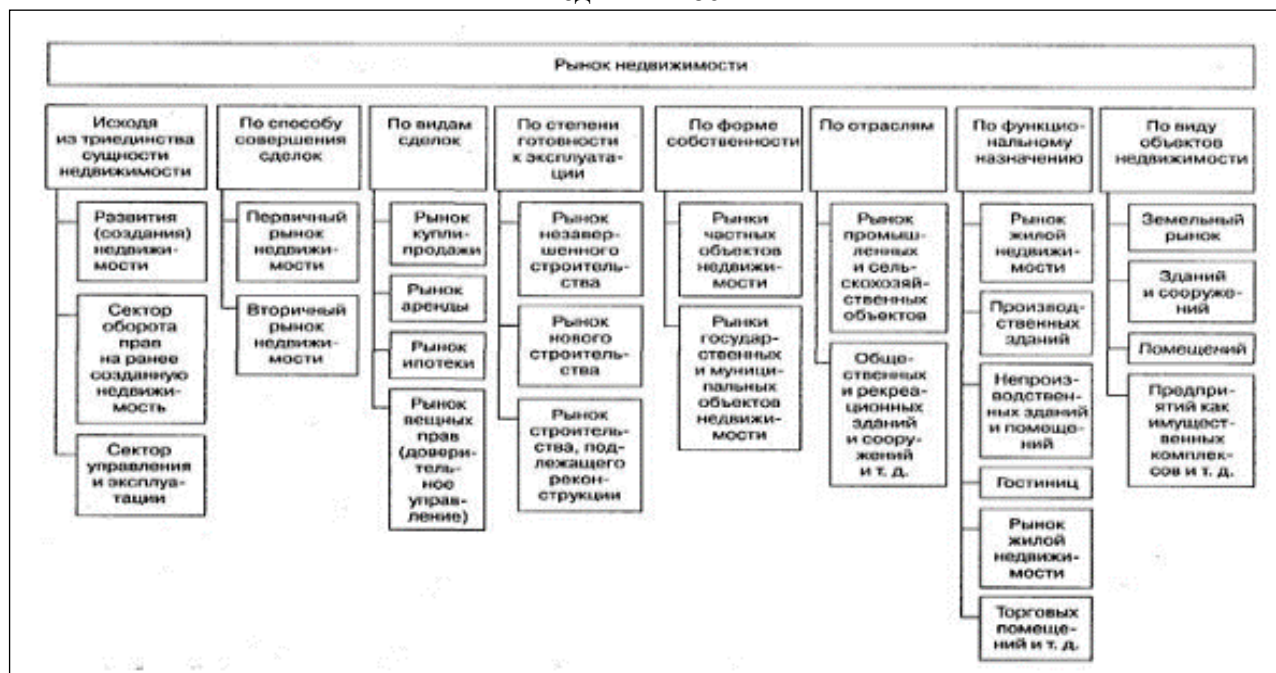 Рынок недвижимости
Исходя
из триединства
сущности
недвижимости
Развития
(создания)
недвижи-
мости
Сектор
оборота
прав
на ранее
созданную
недвижи-
мость
Сектор
управления
и эксплуа-
тации
По способу
совершения
сделок
Первичный
рынок
недвижи-
мости
Вторичный
рынок
недвижи-
мости
По видам
сделок
Рынок
купли-
продажи
Рынок
аренды
Рынок
ипотеки
Рынок
вещных
прав
(довери-
тель-
ное
управ-
ление)
По степени
готовности
к эксплуата-
ции
Рынок
незавер-
шенного
строитель-
ства
Рынок
нового
строитель-
ства
Рынок
строитель-
ства, под-
лежащего
рекон-
струкции
По форме
собственности
Рынки
частных
объектов
недвижи-
мости
Рынки
государ-
ственных
и муници-
пальных
объектов
недвижи-
мости
По отраслям
Рынок
промыш-
ленных
и сель-
скохозяй-
ственных
объектов
Обще-
ственных
и рекреа-
ционных
зданий
и соору-
жений
и т. д.
По функцио-
нальному
назначению
Рынок
жилой
недвижи-
мости
Производ-
ственных
зданий
Непроиз-
водствен-
ных зданий
и помеще-
ний
Гостиниц
Рынок
жилой
недвижи-
мости
Торговых
помеще-
ний и т. д.
По виду
объектов
недвижимости
Земельный
рынок
Зданий
и сооруже-
ний
Помещений
Предпри-
ятий как
имущест-
венных
комплек-
сов и т. д.